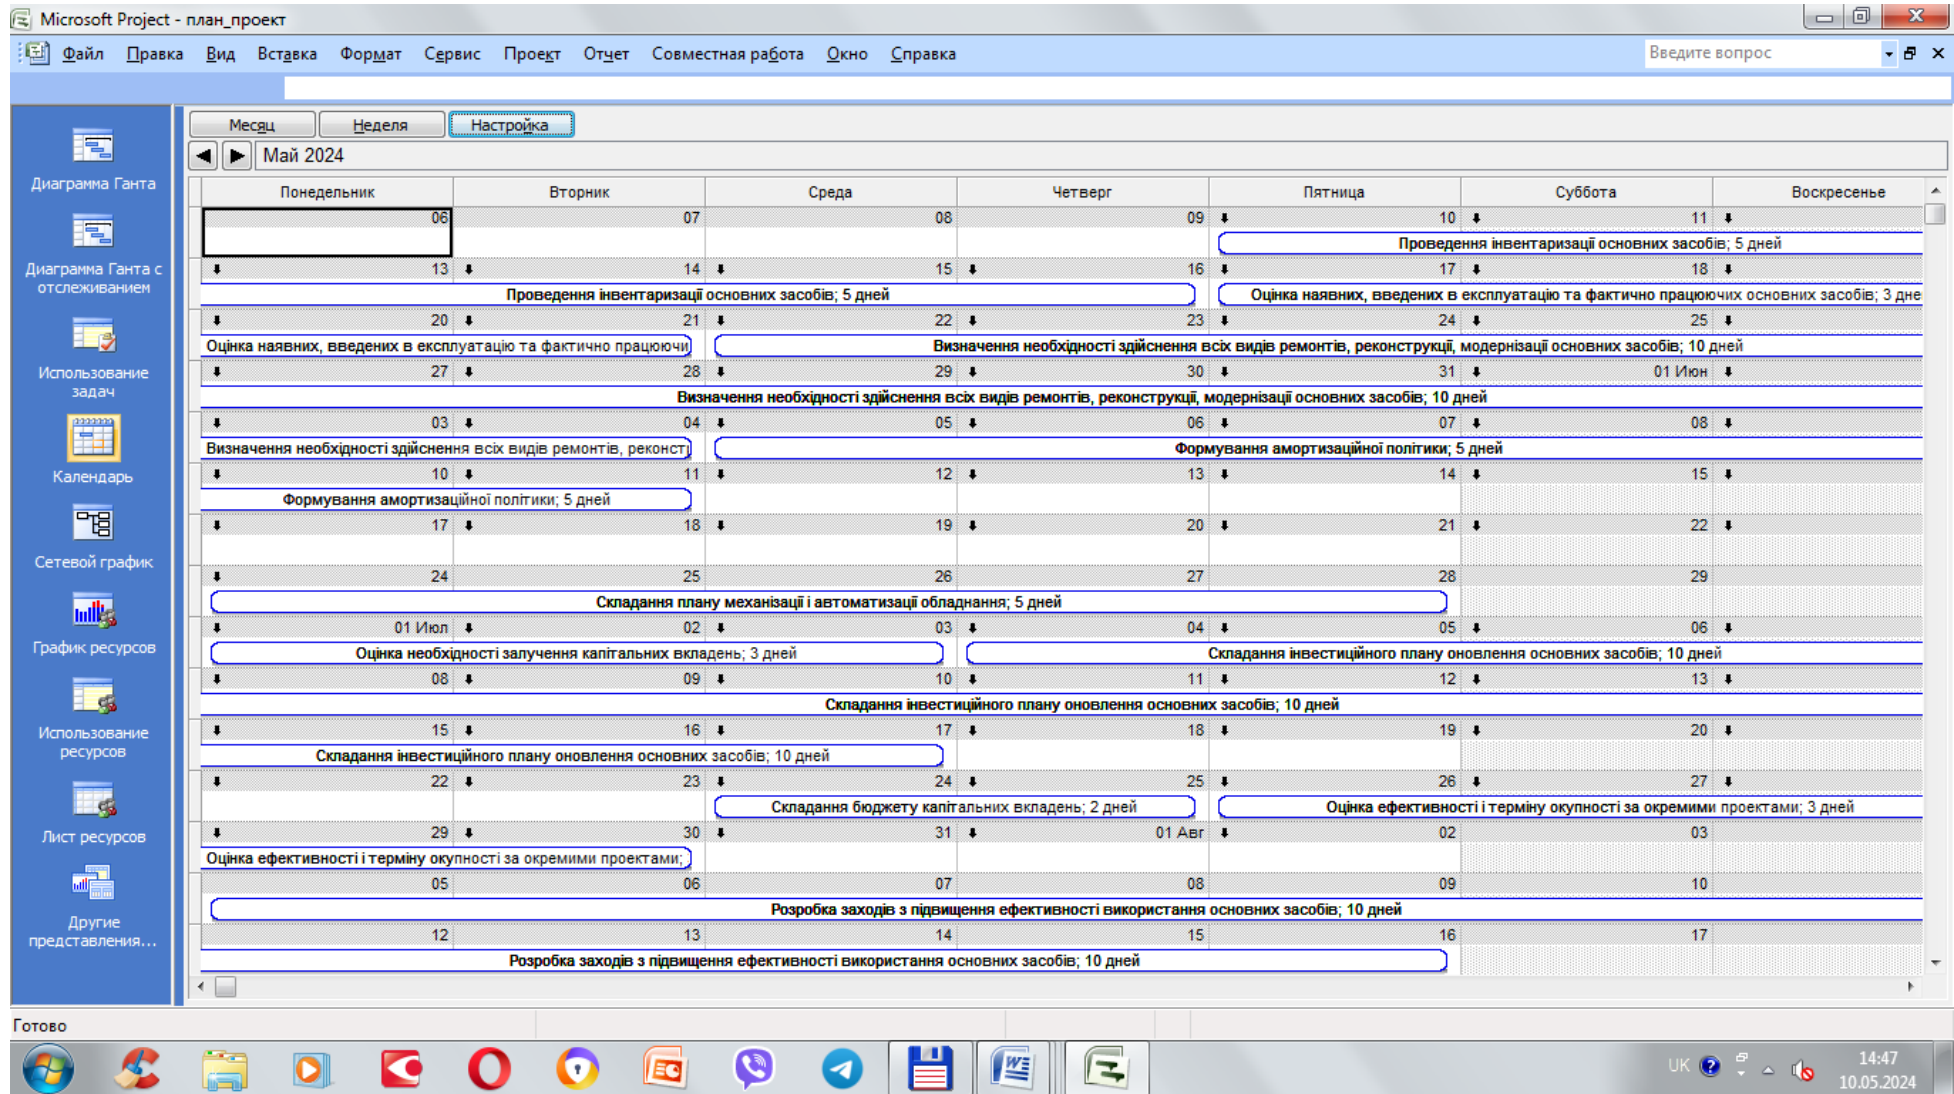 Microsoft Project - план_проект
Файл Правка Вид Вставка Формат Сервис Проект Отчет Совместная работа Окно Справка Введите вопрос
Месяц Неделя Настройка
Май 2024
Диаграмма Ганта
Диаграмма Ганта с
отслеживанием
Использование
задач
Календарь
Сетевой график
График ресурсов
Использование
ресурсов
Лист ресурсов
Другие
представления...
Понедельник Вторник Среда Четверг Пятница Суббота Воскресенье
06 07 08 09 10 11
Проведення інвентаризації основних засобів; 5 дней
13 14 15 16 17 18
Проведення інвентаризації основних засобів; 5 дней Оцінка наявних, введених в експлуатацію та фактично працюючих основних засобів; 3 дне
20 21 22 23 24 25
Оцінка наявних, введених в експлуатацію та фактично працюючи Визначення необхідності здійснення всіх видів ремонтів, реконструкції, модернізації основних засобів; 10 дней
27 28 29 30 31 01 Июн
Визначення необхідності здійснення всіх видів ремонтів, реконструкції, модернізації основних засобів; 10 дней
03 04 05 06 07 08
Визначення необхідності здійснення всіх видів ремонтів, реконстр Формування амортизаційної політики; 5 дней
10 11 12 13 14 15
Формування амортизаційної політики; 5 дней
17 18 19 20 21 22
24 25 26 27 28 29
Складання плану механізації і автоматизації обладнання; 5 дней
01 Июл 02 03 04 05 06
Оцінка необхідності залучення капітальних вкладень; 3 дней Складання інвестиційного плану оновлення основних засобів; 10 дней
08 09 10 11 12 13
Складання інвестиційного плану оновлення основних засобів; 10 дней
15 16 17 18 19 20
Складання інвестиційного плану оновлення основних засобів; 10 дней
22 23 24 25 26 27
Складання бюджету капітальних вкладень; 2 дней Оцінка ефективності і терміну окупності за окремими проектами; 3 дней
29 30 31 01 Авг 02 03
Оцінка ефективності і терміну окупності за окремими проектами;
05 06 07 08 09 10
Розробка заходів з підвищення ефективності використання основних засобів; 10 дней
12 13 14 15 16 17
Розробка заходів з підвищення ефективності використання основних засобів; 10 дней
Готово
UK 14:47
10.05.2024